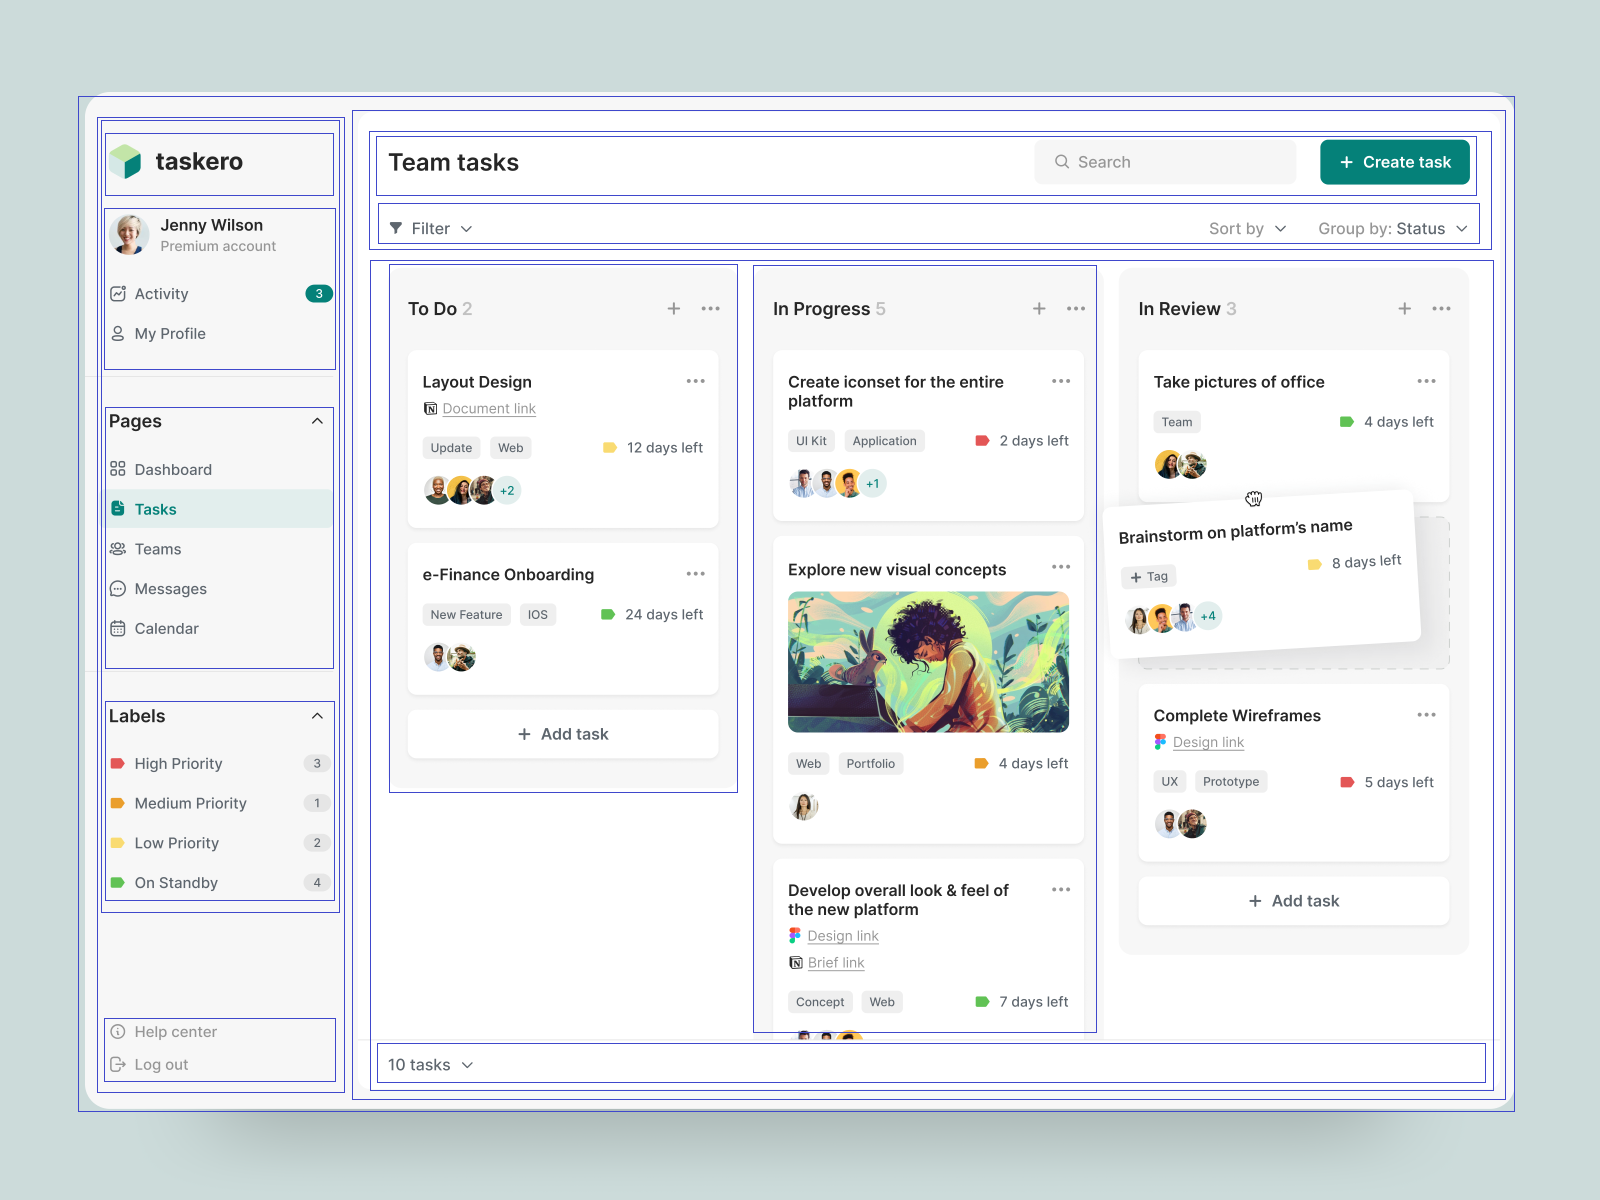 taskero
Jenny Wilson
Premium account
Activity 3
My Profile
Pages
Dashboard
Tasks
Teams
Messages
Calendar
Labels
High Priority 3
Medium Priority 1
Low Priority 2
On Standby 4
Help center
Log out
Team tasks
Search
+ Create task
Filter
Sort by
Group by: Status
To Do 2
Layout Design
Document link
Update Web 12 days left
+2
e-Finance Onboarding
New Feature IOS 24 days left
+ Add task
In Progress 5
Create iconset for the entire
platform
UI Kit Application 2 days left
+1
Explore new visual concepts
Web Portfolio 4 days left
Develop overall look & feel of
the new platform
Design link
Brief link
Concept Web 7 days left
In Review 3
Take pictures of office
Team 4 days left
Brainstorm on platform's name
+ Tag 8 days left
+4
Complete Wireframes
Design link
UX Prototype 5 days left
+ Add task
10 tasks